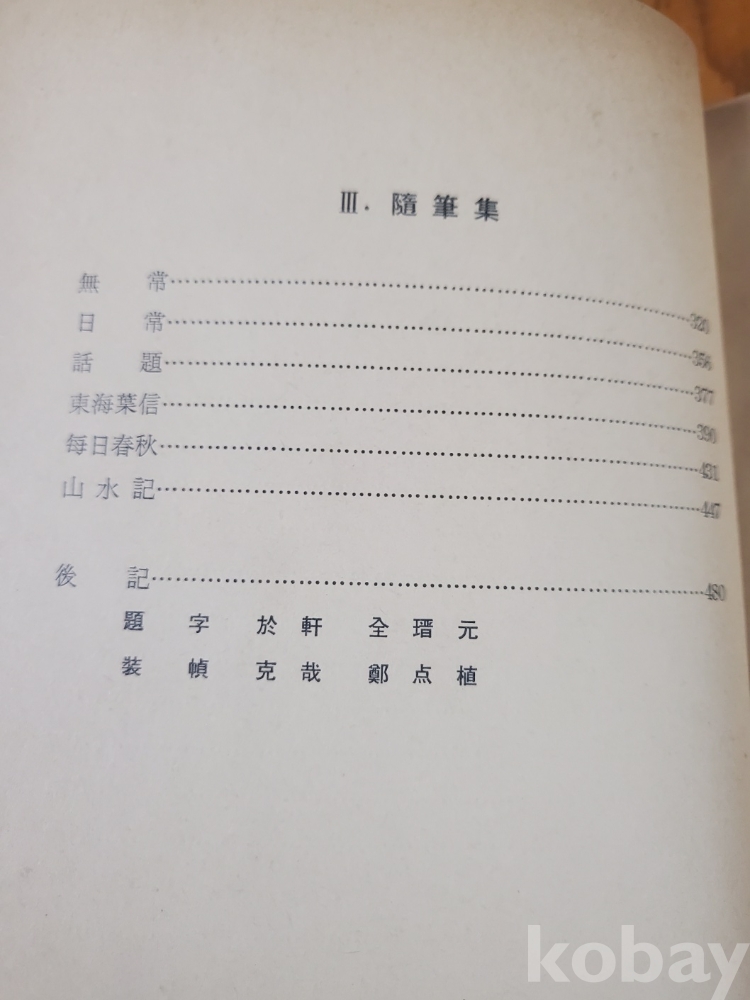 Ⅲ. 隨筆集
無常……320
日常……358
話題……377
東海葉信……390
每日春秋……431
山水記……447
後記……480
題字 於軒 全瑨元
裝幀 克哉 鄭点植
kobay